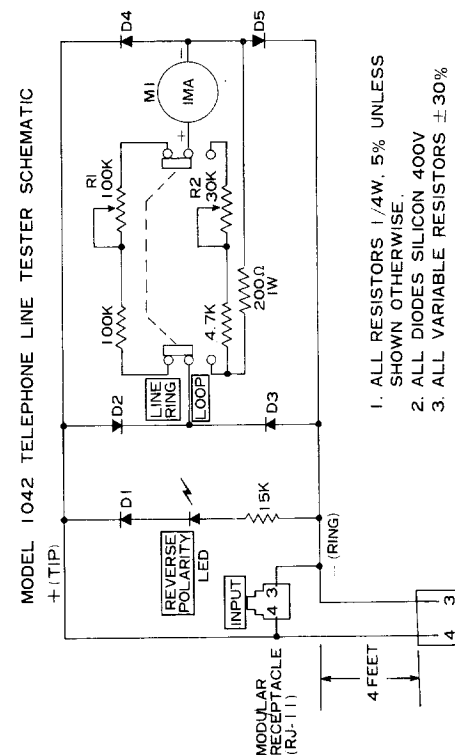 MODEL 1042 TELEPHONE LINE TESTER SCHEMATIC
+(TIP)
D1
REVERSE
POLARITY
LED
15K
D2
D3
LINE
RING
LOOP
100K
R1
100K
4.7K
R2
30K
200Ω
1W
M1
+
1MA
−
D4
D5
INPUT
4 3
MODULAR
RECEPTACLE
(RJ-11)
− (RING)
4 FEET
4 3
1. ALL RESISTORS 1/4W, 5% UNLESS
SHOWN OTHERWISE.
2. ALL DIODES SILICON 400V
3. ALL VARIABLE RESISTORS ±30%